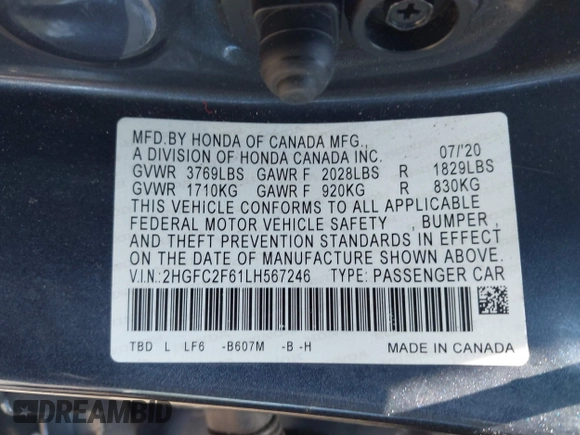 MFD.BY HONDA OF CANADA MFG.,
A DIVISION OF HONDA CANADA INC. 07/'20
GVWR 3769LBS GAWR F 2028LBS R 1829LBS
GVWR 1710KG GAWR F 920KG R 830KG
THIS VEHICLE CONFORMS TO ALL APPLICABLE
FEDERAL MOTOR VEHICLE SAFETY , BUMPER ,
AND THEFT PREVENTION STANDARDS IN EFFECT
ON THE DATE OF MANUFACTURE SHOWN ABOVE.
V.I.N.: 2HGFC2F61LH567246 TYPE: PASSENGER CAR
TBD L LF6 -B607M -B -H MADE IN CANADA
DREAMBID